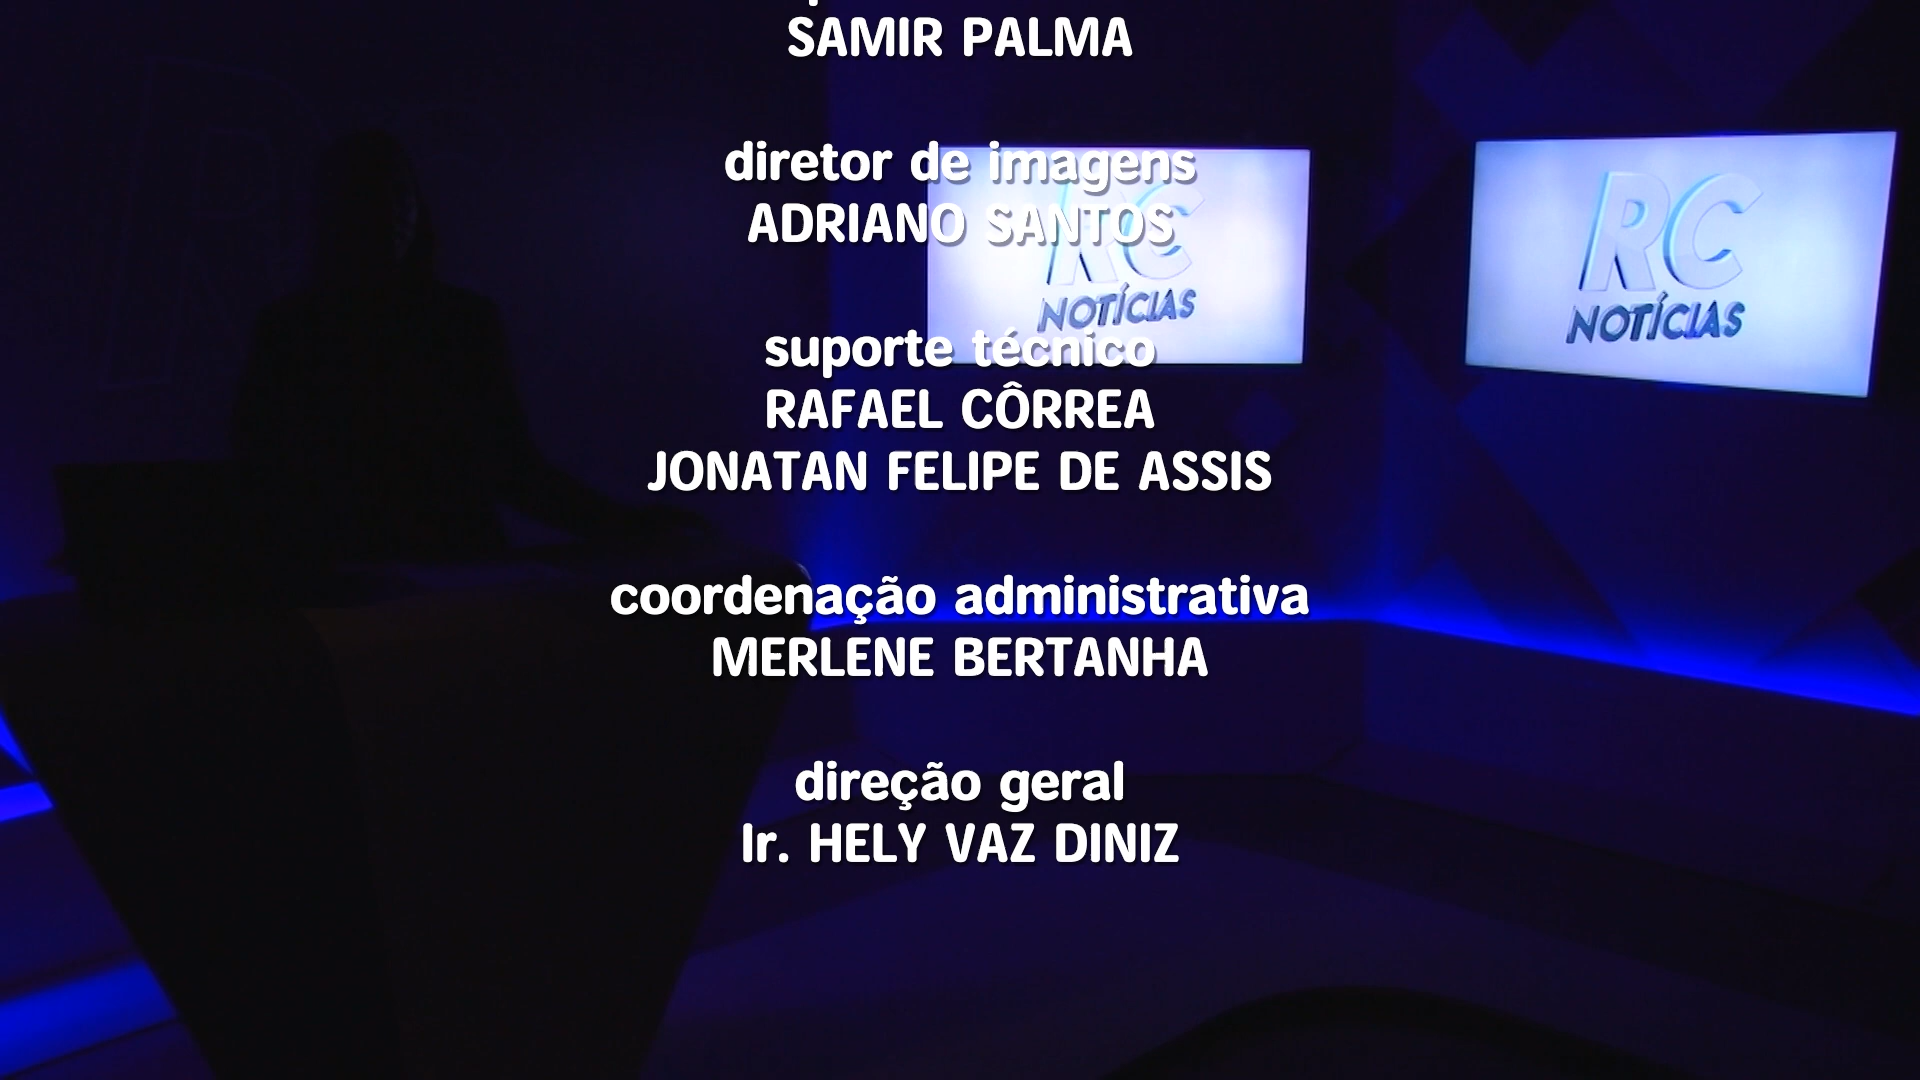 SAMIR PALMA
diretor de imagens
ADRIANO SANTOS
suporte técnico
RAFAEL CÔRREA
JONATAN FELIPE DE ASSIS
coordenação administrativa
MERLENE BERTANHA
direção geral
Ir. HELY VAZ DINIZ
RC
NOTÍCIAS
RC
NOTÍCIAS